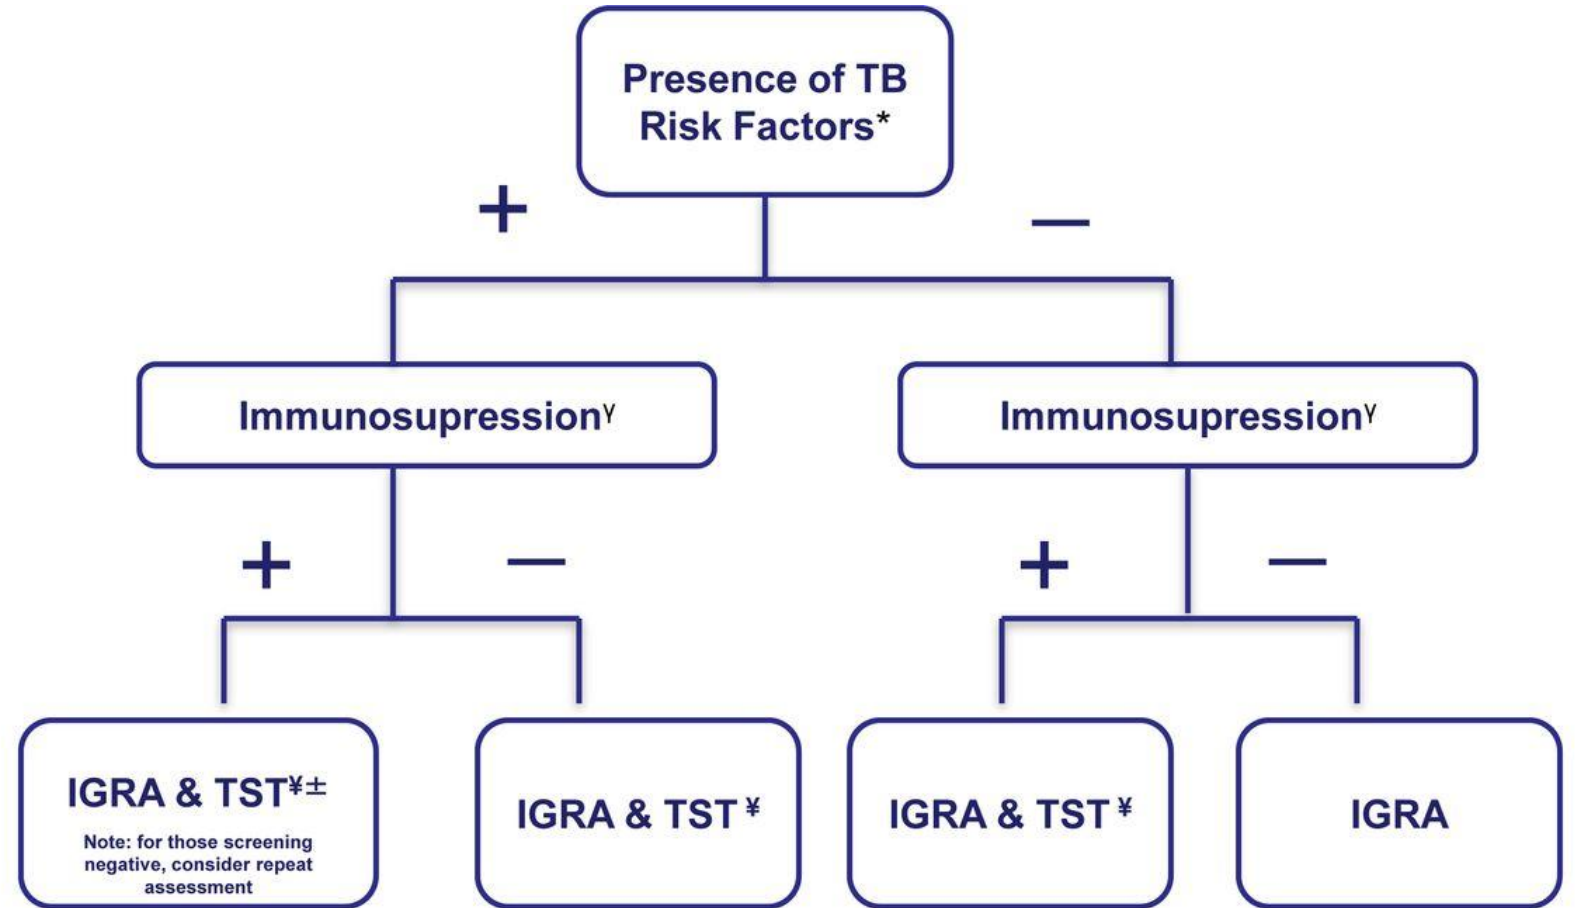 Presence of TB
Risk Factors*
+
—
Immunosupressionγ
Immunosupressionγ
+
—
+
—
IGRA & TST¥±
Note: for those screening
negative, consider repeat
assessment
IGRA & TST ¥
IGRA & TST ¥
IGRA